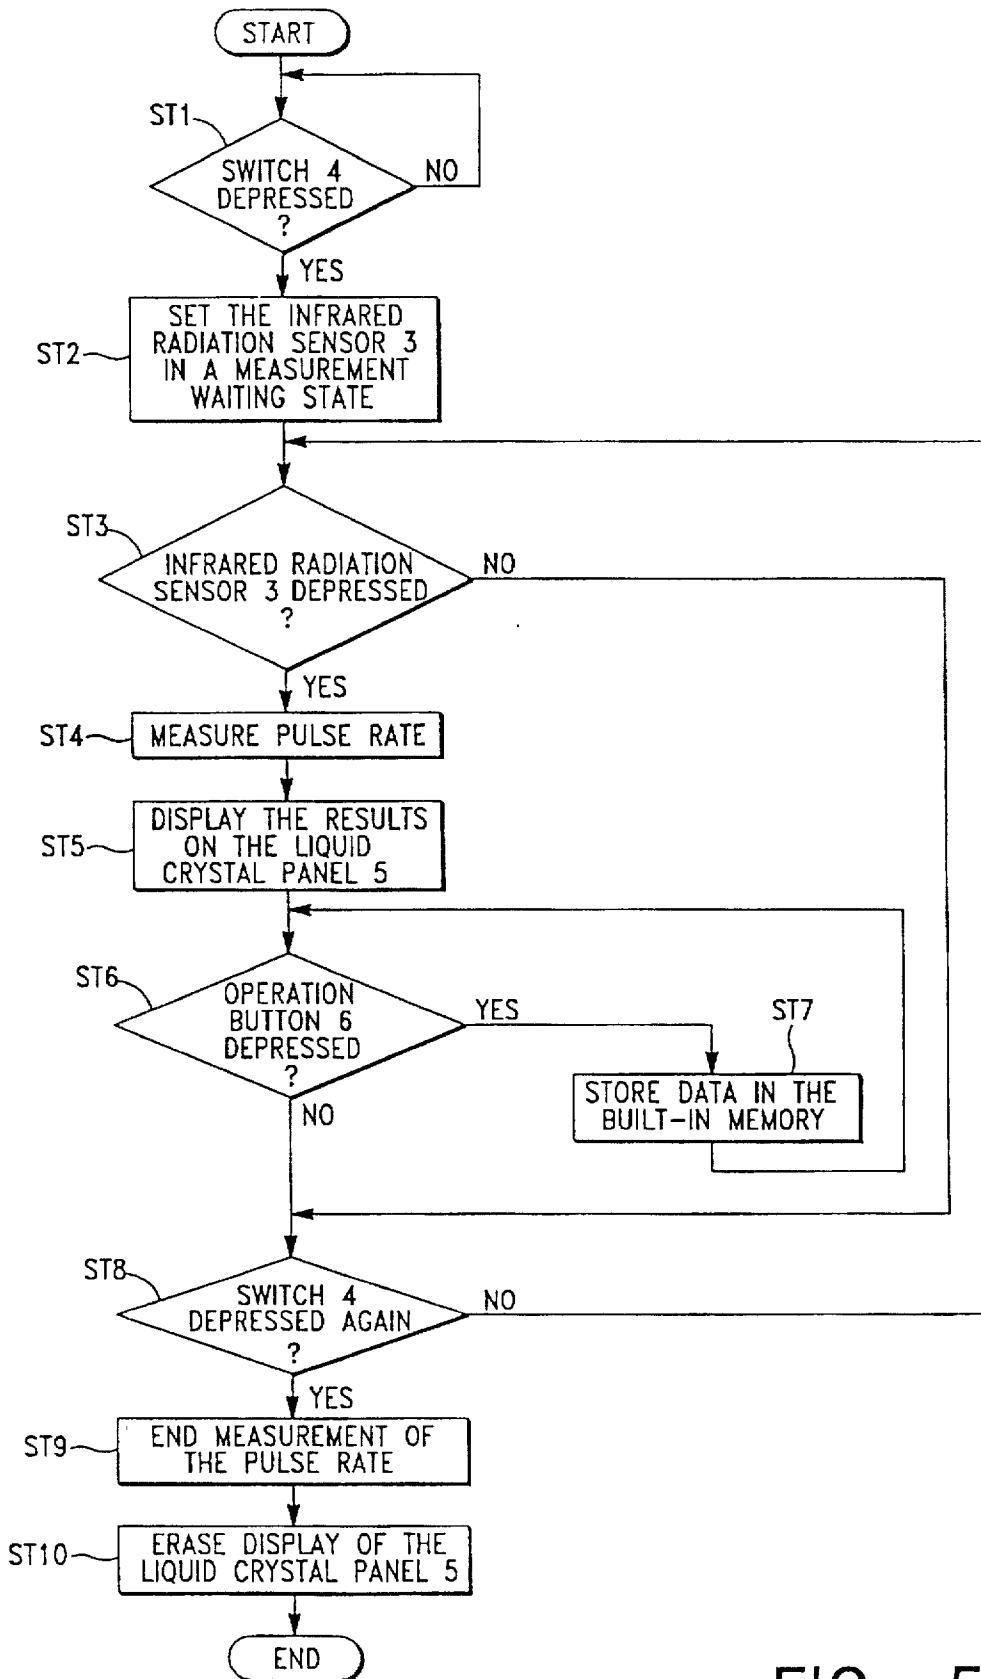 START
ST1
SWITCH 4
DEPRESSED
?
NO
YES
ST2
SET THE INFRARED
RADIATION SENSOR 3
IN A MEASUREMENT
WAITING STATE
ST3
INFRARED RADIATION
SENSOR 3 DEPRESSED
?
NO
YES
ST4
MEASURE PULSE RATE
ST5
DISPLAY THE RESULTS
ON THE LIQUID
CRYSTAL PANEL 5
ST6
OPERATION
BUTTON 6
DEPRESSED
?
YES
NO
ST7
STORE DATA IN THE
BUILT-IN MEMORY
ST8
SWITCH 4
DEPRESSED AGAIN
?
NO
YES
ST9
END MEASUREMENT OF
THE PULSE RATE
ST10
ERASE DISPLAY OF THE
LIQUID CRYSTAL PANEL 5
END
FIG. 5